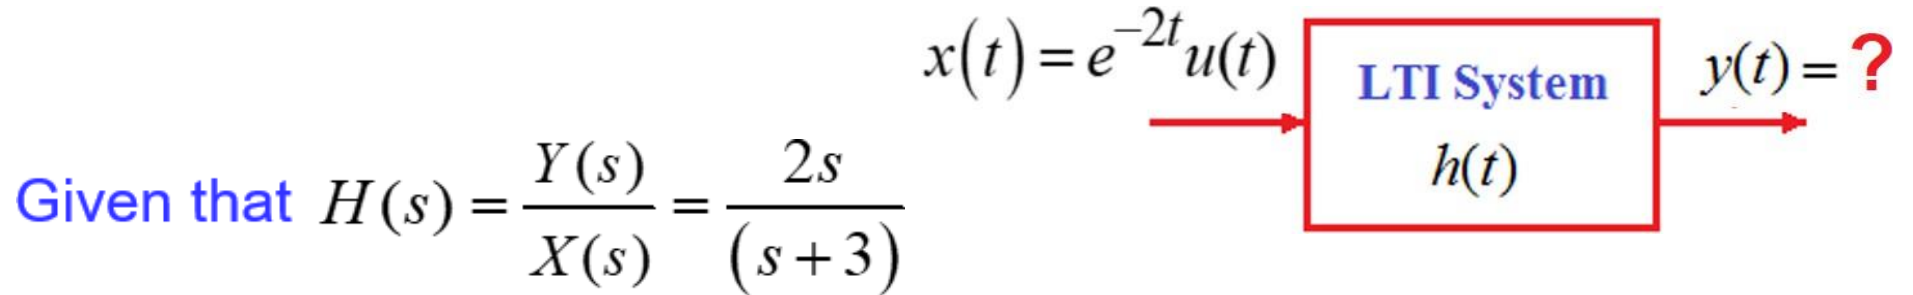 x(t) = e^{-2t}u(t)
LTI System
h(t)
y(t) = ?
Given that H(s) = Y(s)/X(s) = 2s/(s+3)